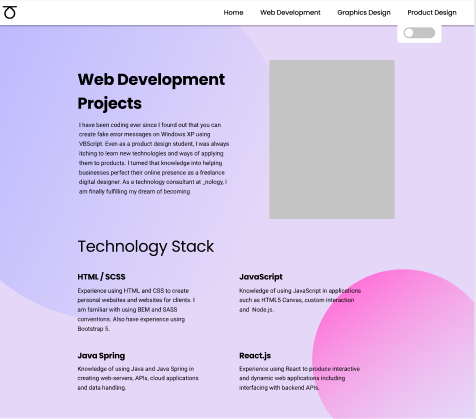 Home Web Development Graphics Design Product Design
Web Development
Projects
I have been coding ever since I found out that you can
create fake error messages on Windows XP using
VBScript. Even as a product design student, I was always
itching to learn new technologies and ways of applying
them to products. I turned that knowledge into helping
businesses perfect their online presence as a freelance
digital designer. As a technology consultant at _nology, I
am finally fulfilling my dream of becoming
Technology Stack
HTML / SCSS
Experience using HTML and CSS to create
personal websites and websites for clients. I
am familiar with using BEM and SASS
conventions. Also have experience using
Bootstrap 5.
JavaScript
Knowledge of using JavaScript in applications
such as HTML5 Canvas, custom interaction
and Node.js.
Java Spring
Knowledge of using Java and Java Spring in
creating web-servers, APIs, cloud applications
and data handling.
React.js
Experience using React to produce interactive
and dynamic web applications including
interfacing with backend APIs.